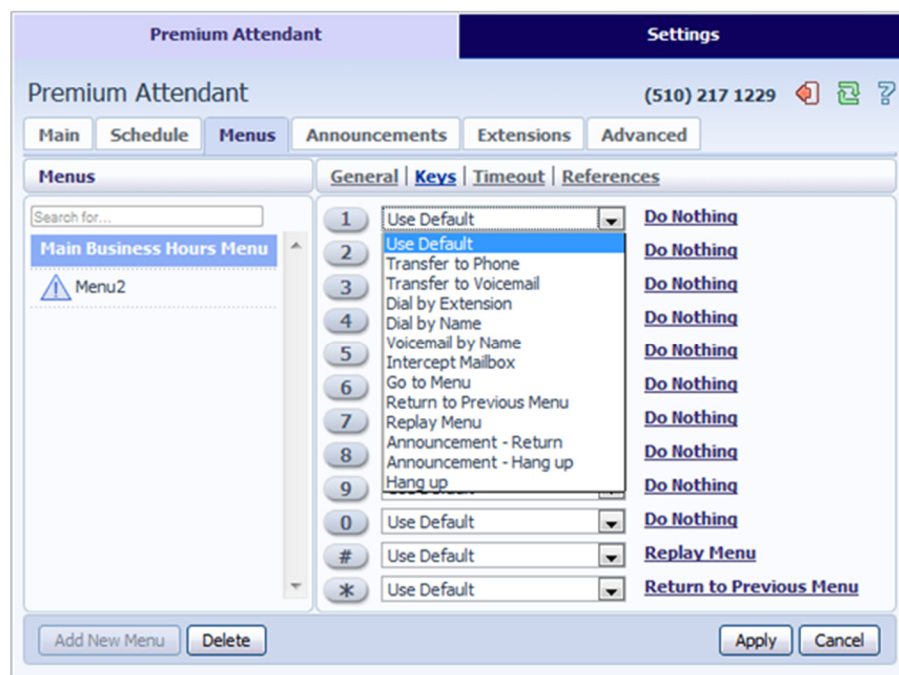 Premium Attendant
Settings
Premium Attendant
(510) 217 1229
Main
Schedule
Menus
Announcements
Extensions
Advanced
Menus
General | Keys | Timeout | References
Search for...
Main Business Hours Menu
Menu2
1 Use Default Do Nothing
Use Default
2 Do Nothing
Transfer to Phone
Transfer to Voicemail
3 Do Nothing
Dial by Extension
Dial by Name
4 Do Nothing
Voicemail by Name
5 Do Nothing
Intercept Mailbox
Go to Menu
6 Do Nothing
Return to Previous Menu
Replay Menu
7 Do Nothing
Announcement - Return
8 Do Nothing
Announcement - Hang up
Hang up
9 Do Nothing
0 Use Default Do Nothing
# Use Default Replay Menu
* Use Default Return to Previous Menu
Add New Menu
Delete
Apply
Cancel